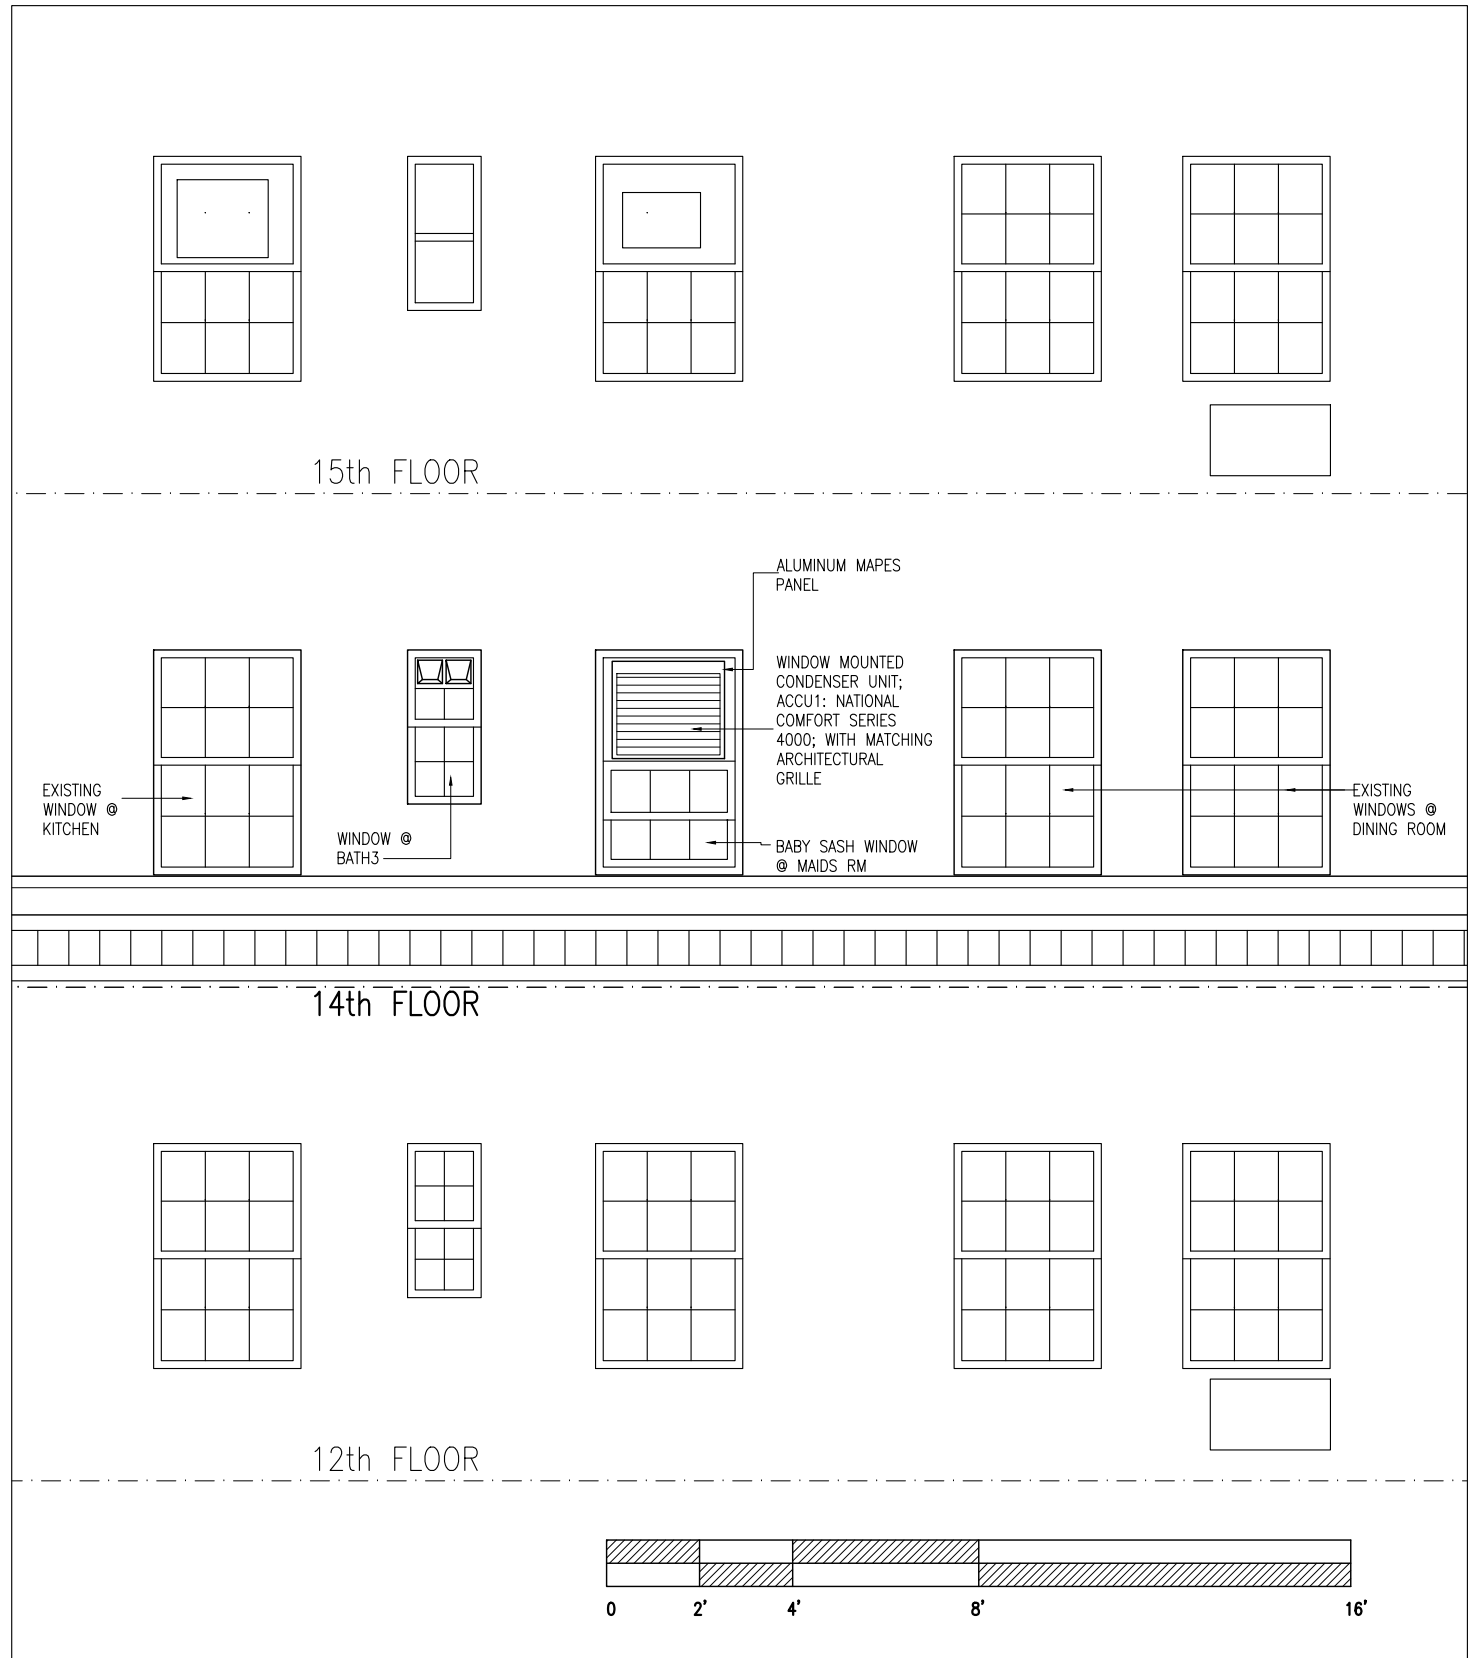 15th FLOOR
ALUMINUM MAPES
PANEL
WINDOW MOUNTED
CONDENSER UNIT;
ACCU1: NATIONAL
COMFORT SERIES
4000; WITH MATCHING
ARCHITECTURAL
GRILLE
EXISTING
WINDOW @
KITCHEN
WINDOW @
BATH3
BABY SASH WINDOW
@ MAIDS RM
EXISTING
WINDOWS @
DINING ROOM
14th FLOOR
12th FLOOR
0 2' 4' 8' 16'